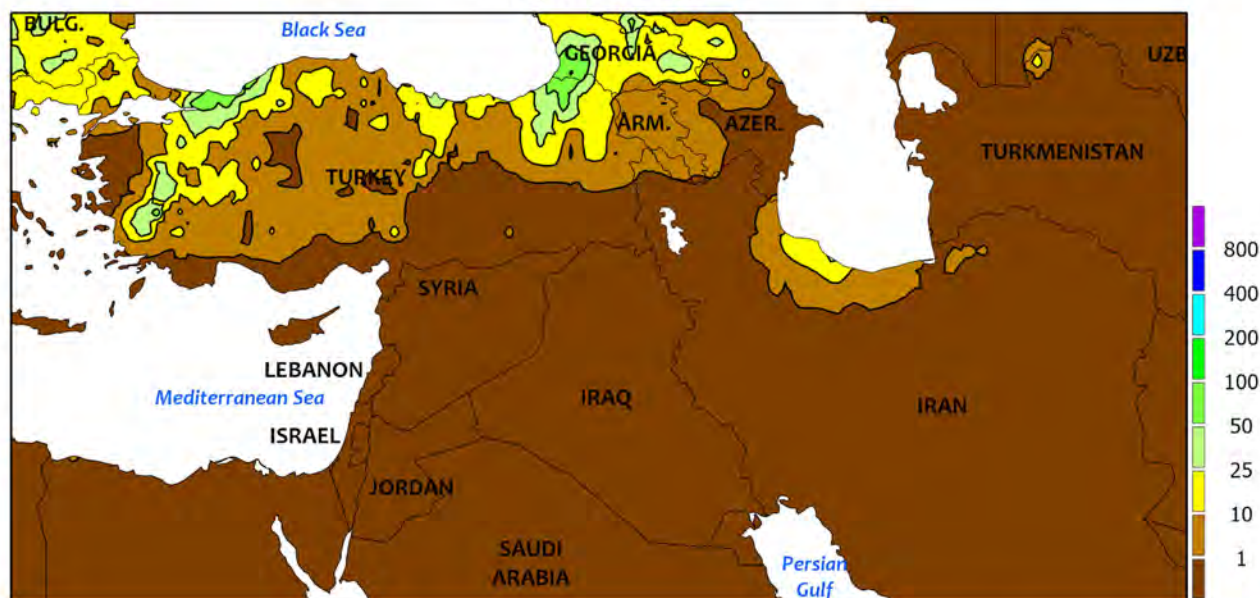 BULG.
Black Sea
GEORGIA
UZB
ARM.
AZER.
TURKMENISTAN
TURKEY
SYRIA
LEBANON
Mediterranean Sea
IRAQ
IRAN
ISRAEL
JORDAN
SAUDI
ARABIA
Persian
Gulf
800
400
200
100
50
25
10
1